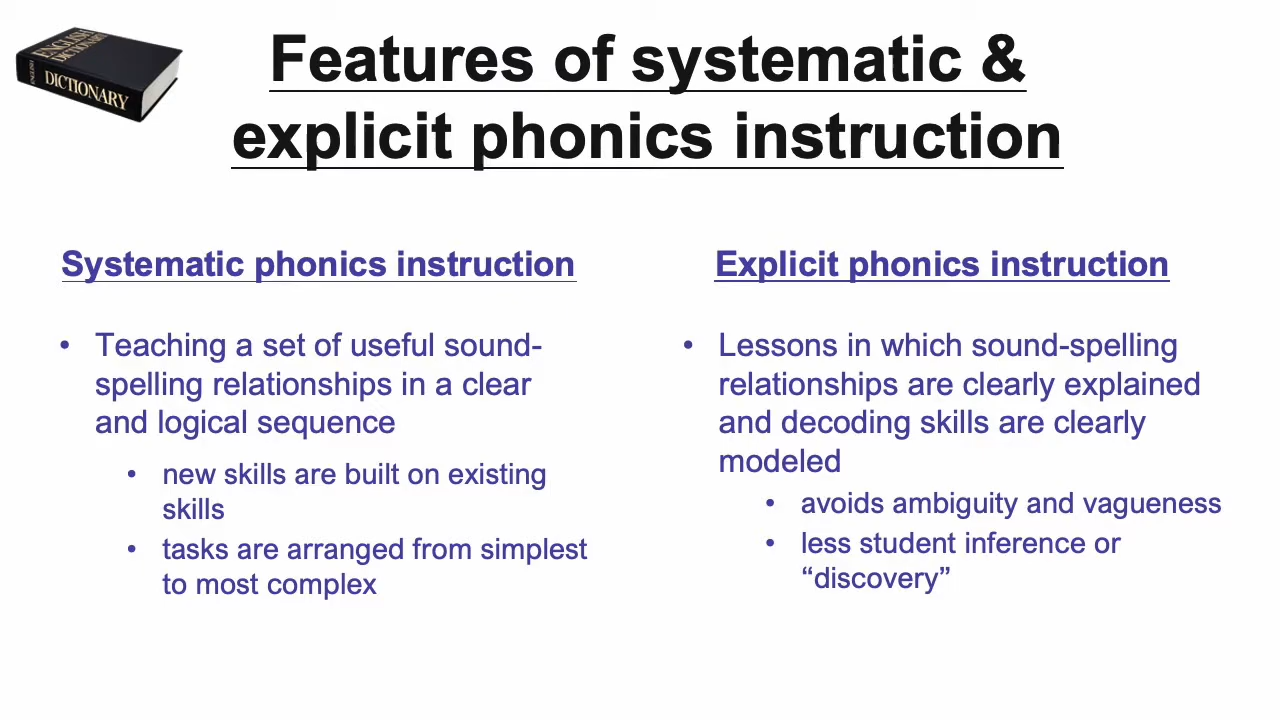 ENGLISH
DICTIONARY
ENGLISH
DICTIONARY
Features of systematic &
explicit phonics instruction
Systematic phonics instruction
• Teaching a set of useful sound-
spelling relationships in a clear
and logical sequence
• new skills are built on existing
skills
• tasks are arranged from simplest
to most complex
Explicit phonics instruction
• Lessons in which sound-spelling
relationships are clearly explained
and decoding skills are clearly
modeled
• avoids ambiguity and vagueness
• less student inference or
“discovery”